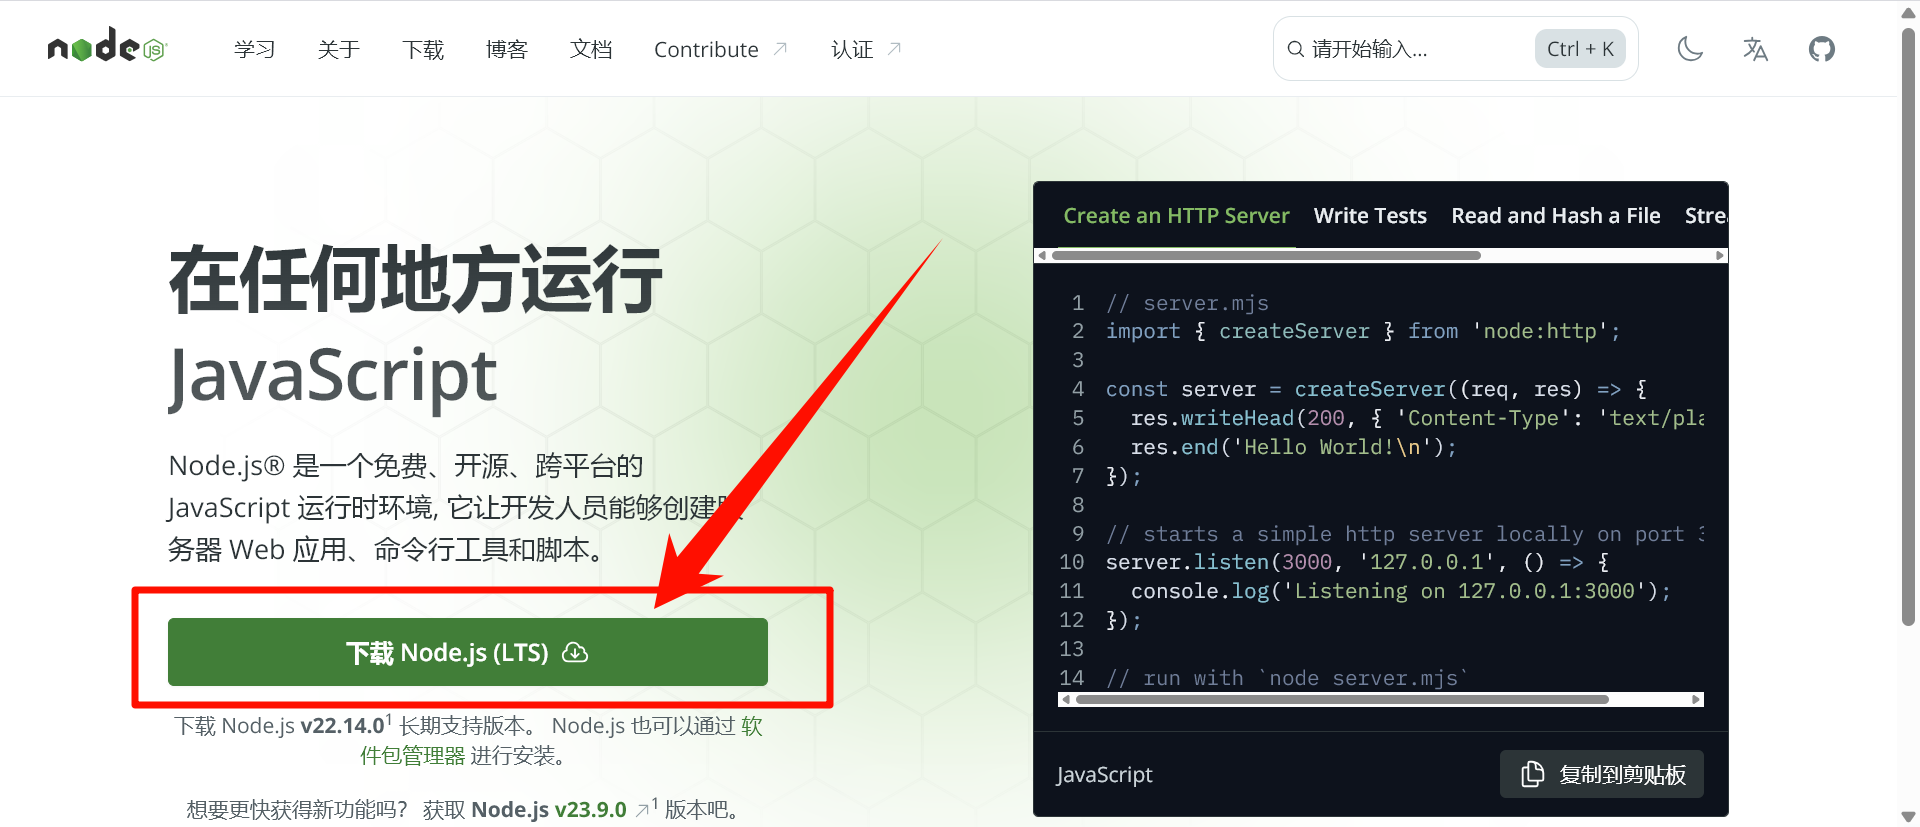 node JS
学习 关于 下载 博客 文档 Contribute 认证
请开始输入... Ctrl + K
在任何地方运行
JavaScript
Node.js® 是一个免费、开源、跨平台的
JavaScript 运行时环境, 它让开发人员能够创建
务器 Web 应用、命令行工具和脚本。
下载 Node.js (LTS)
下载 Node.js v22.14.0¹ 长期支持版本。 Node.js 也可以通过 软
件包管理器 进行安装。
想要更快获得新功能吗？ 获取 Node.js v23.9.0 ¹ 版本吧。
Create an HTTP Server Write Tests Read and Hash a File Strea
1 // server.mjs
2 import { createServer } from 'node:http';
3
4 const server = createServer((req, res) => {
5 res.writeHead(200, { 'Content-Type': 'text/pla
6 res.end('Hello World!\n');
7 });
8
9 // starts a simple http server locally on port 3
10 server.listen(3000, '127.0.0.1', () => {
11 console.log('Listening on 127.0.0.1:3000');
12 });
13
14 // run with `node server.mjs`
JavaScript 复制到剪贴板